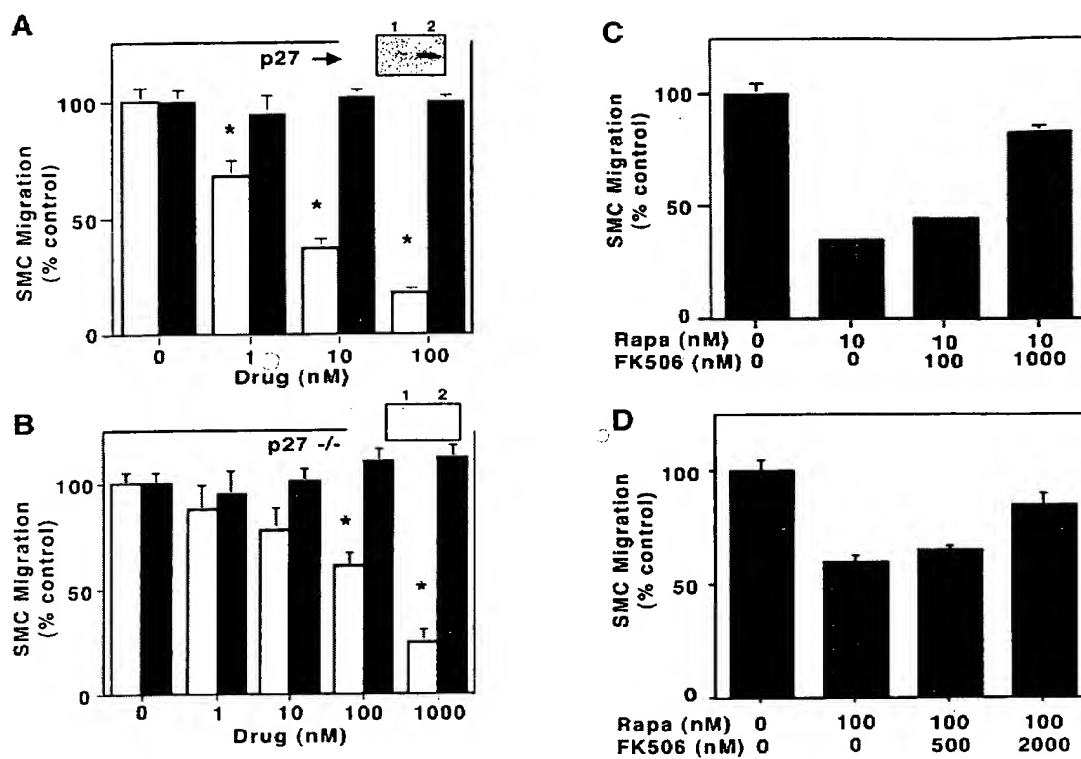 A
1 2
p27
SMC Migration
(% control)
100
*
*
*
50
0
0 1 10 100
Drug (nM)
B
1 2
p27 -/-
SMC Migration
(% control)
100
*
*
50
0
0 1 10 100 1000
Drug (nM)
C
SMC Migration
(% control)
100
50
0
Rapa (nM) 0 10 10 10
FK506 (nM) 0 0 100 1000
D
SMC Migration
(% control)
100
50
0
Rapa (nM) 0 100 100 100
FK506 (nM) 0 0 500 2000